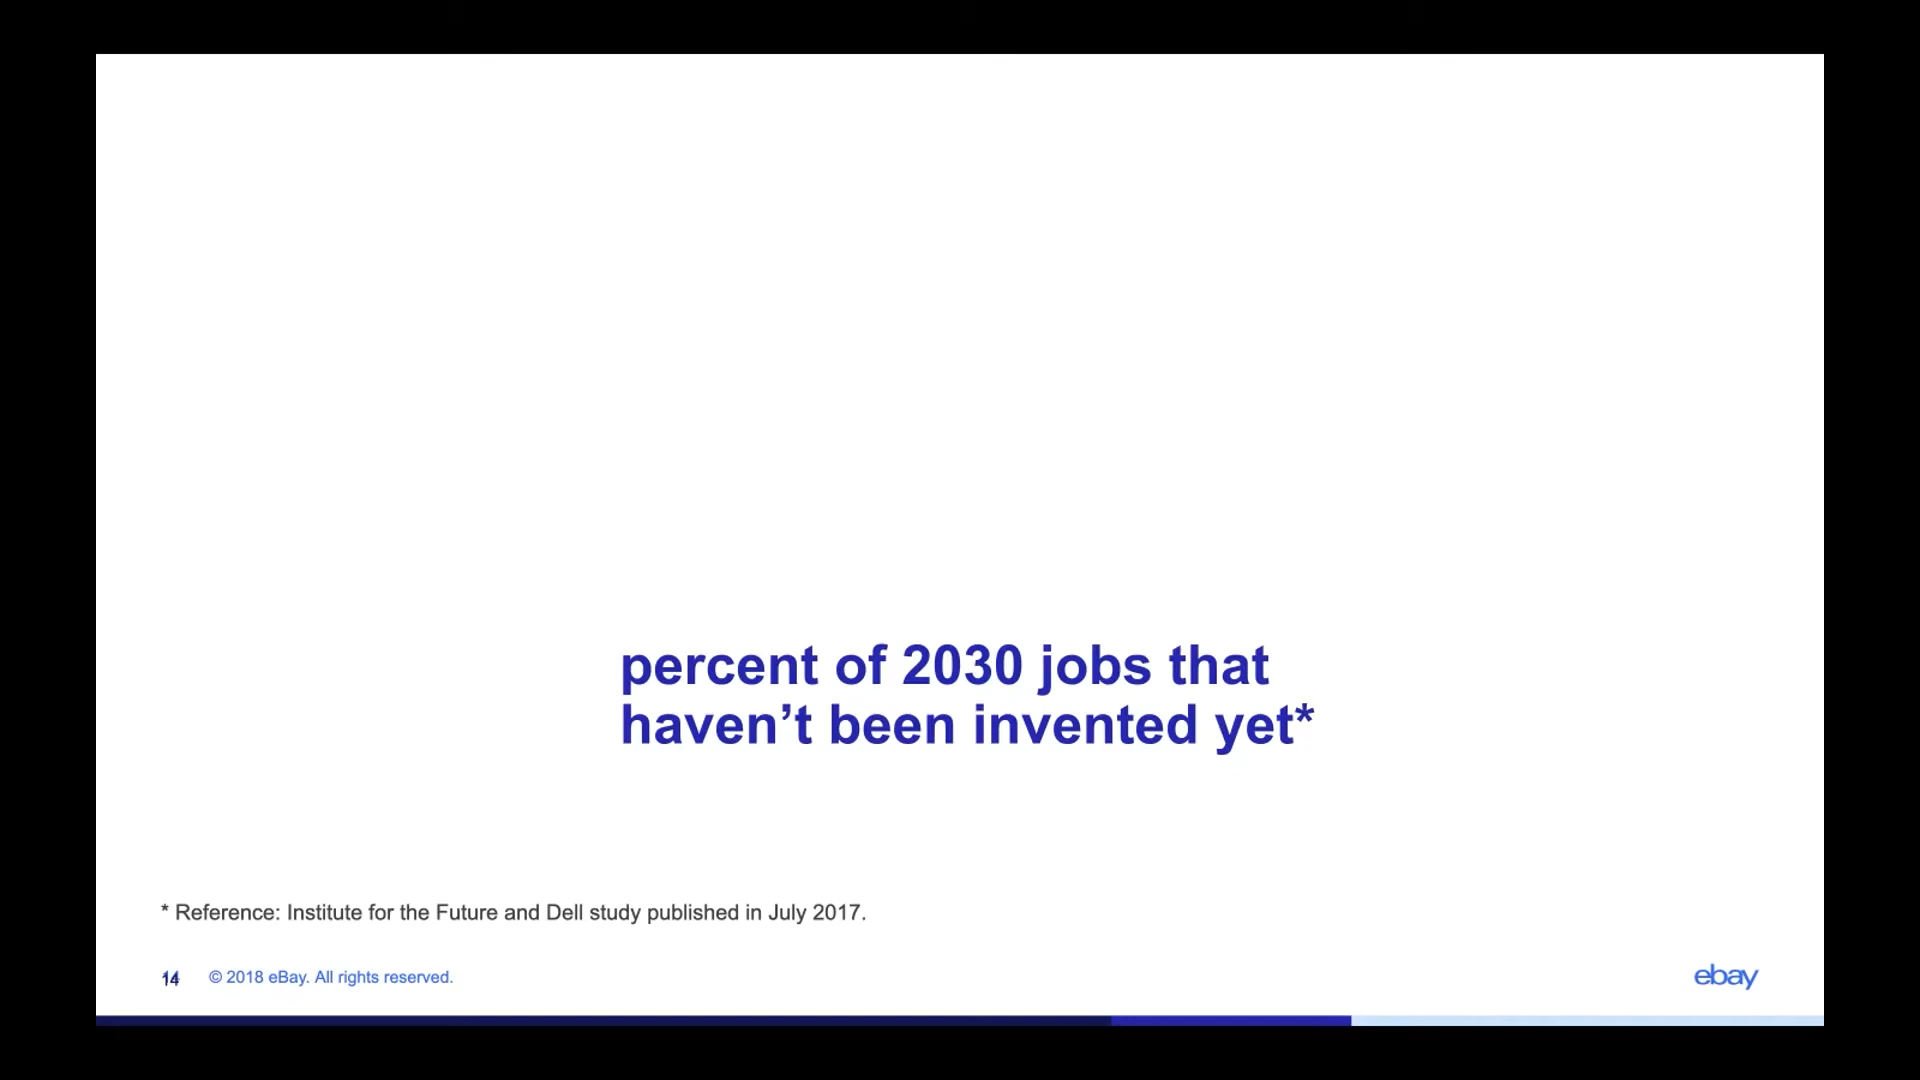 percent of 2030 jobs that
haven’t been invented yet*
* Reference: Institute for the Future and Dell study published in July 2017.
14 © 2018 eBay. All rights reserved.
ebay